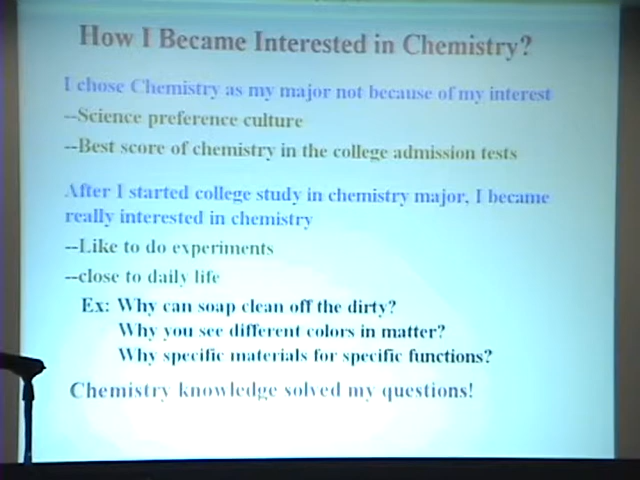 How I Became Interested in Chemistry?
I chose Chemistry as my major not because of my interest
--Science preference culture
--Best score of chemistry in the college admission tests
After I started college study in chemistry major, I became
really interested in chemistry
--Like to do experiments
--close to daily life
Ex: Why can soap clean off the dirty?
Why you see different colors in matter?
Why specific materials for specific functions?
Chemistry knowledge solved my questions!